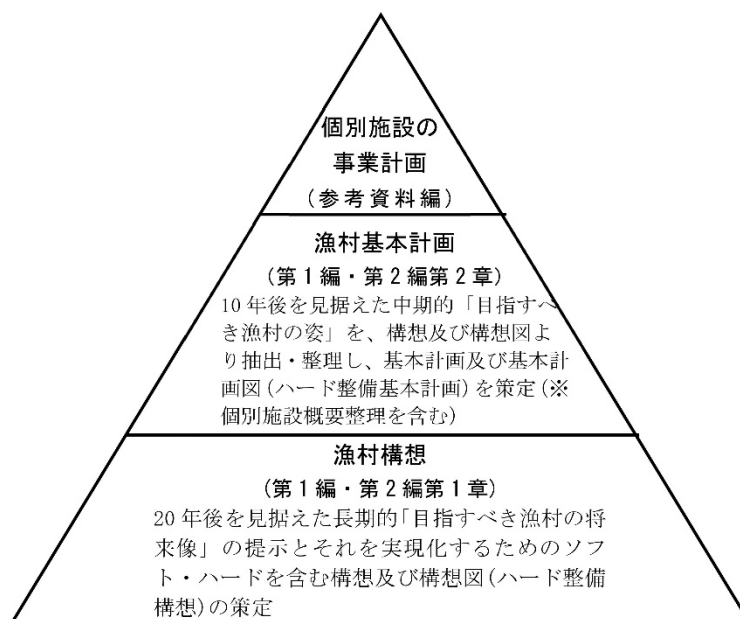 個別施設の
事業計画
(参考資料編)
漁村基本計画
(第1編・第2編第2章)
10年後を見据えた中期的「目指すべ
き漁村の姿」を、構想及び構想図よ
り抽出・整理し、基本計画及び基本計
画図(ハード整備基本計画)を策定(※
個別施設概要整理を含む)
漁村構想
(第1編・第2編第1章)
20年後を見据えた長期的「目指すべき漁村の将
来像」の提示とそれを実現化するためのソフ
ト・ハードを含む構想及び構想図(ハード整備
構想)の策定